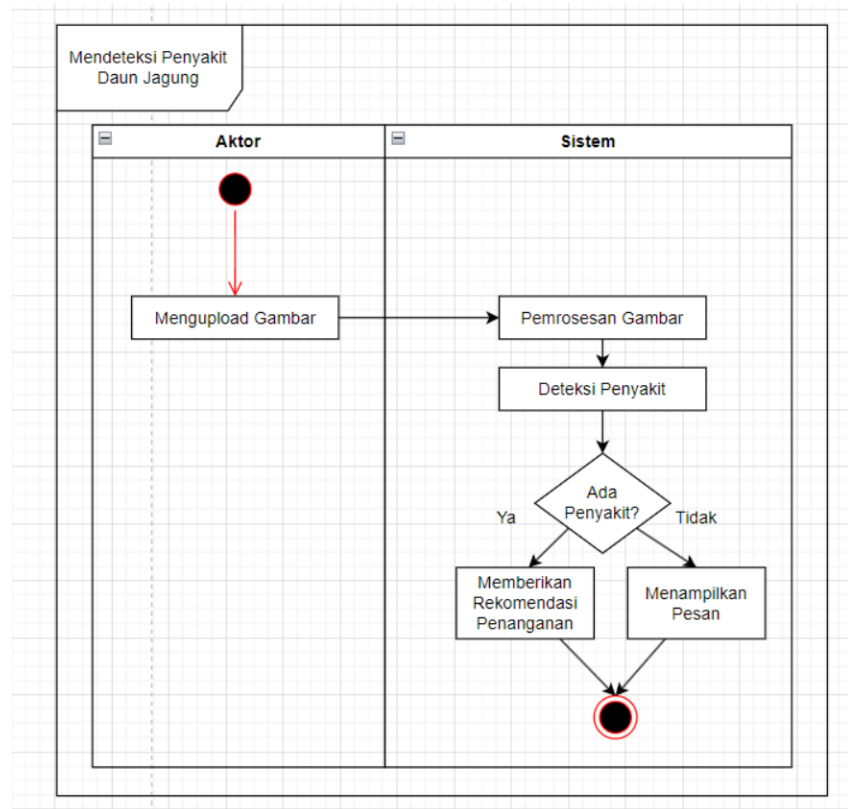 Mendeteksi Penyakit
Daun Jagung
Aktor
Sistem
Mengupload Gambar
Pemrosesan Gambar
Deteksi Penyakit
Ada
Penyakit?
Ya
Tidak
Memberikan
Rekomendasi
Penanganan
Menampilkan
Pesan